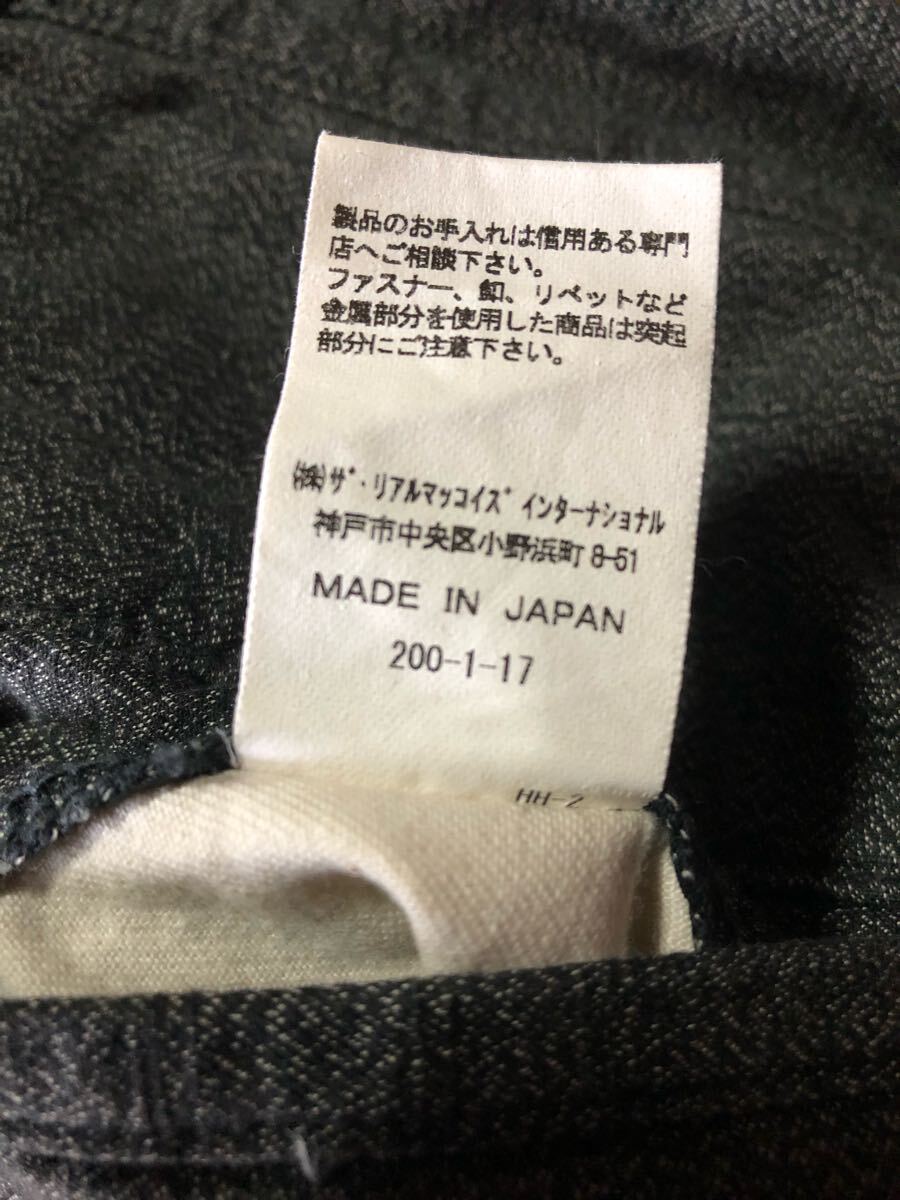 製品のお手入れは信用ある専門
店へご相談下さい。
ファスナー、釦、リベットなど
金属部分を使用した商品は突起
部分にご注意下さい。
㈱ザ・リアルマッコイズインターナショナル
神戸市中央区小野浜町 8-51
MADE IN JAPAN
200-1-17
HH-2